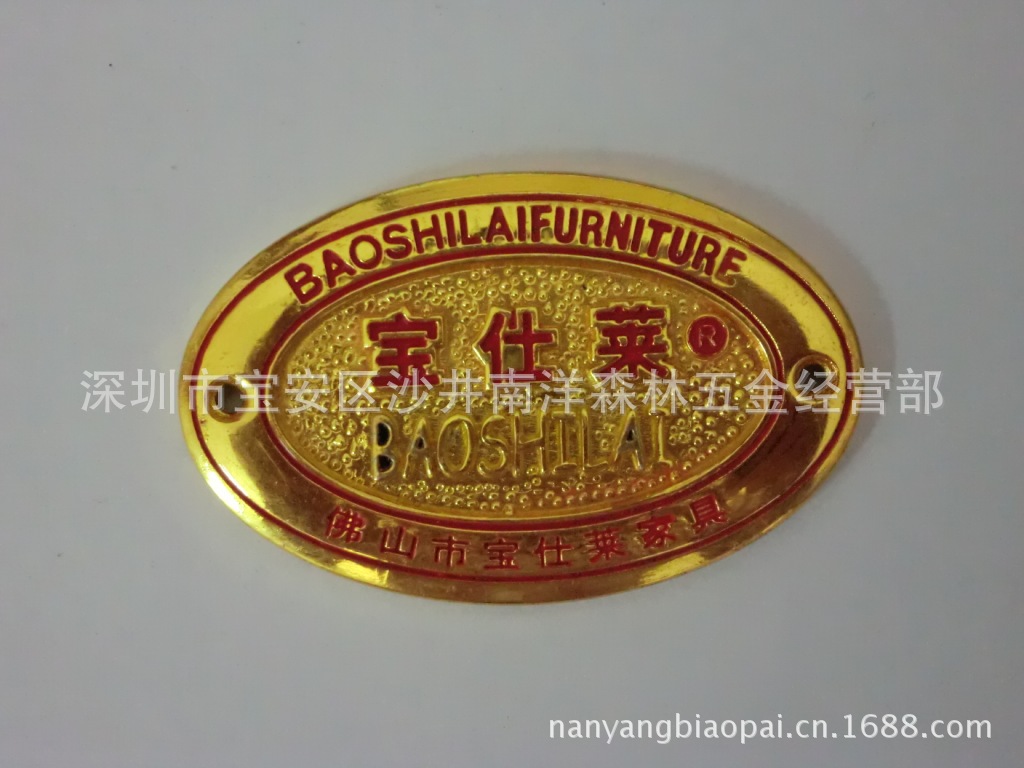 BAOSHILAIFURNITURE
宝仕莱®
深圳市宝安区沙井南洋森林五金经营部
BAOSHILAI
佛山市宝仕莱家具
nanyangbiaopai.cn.1688.com